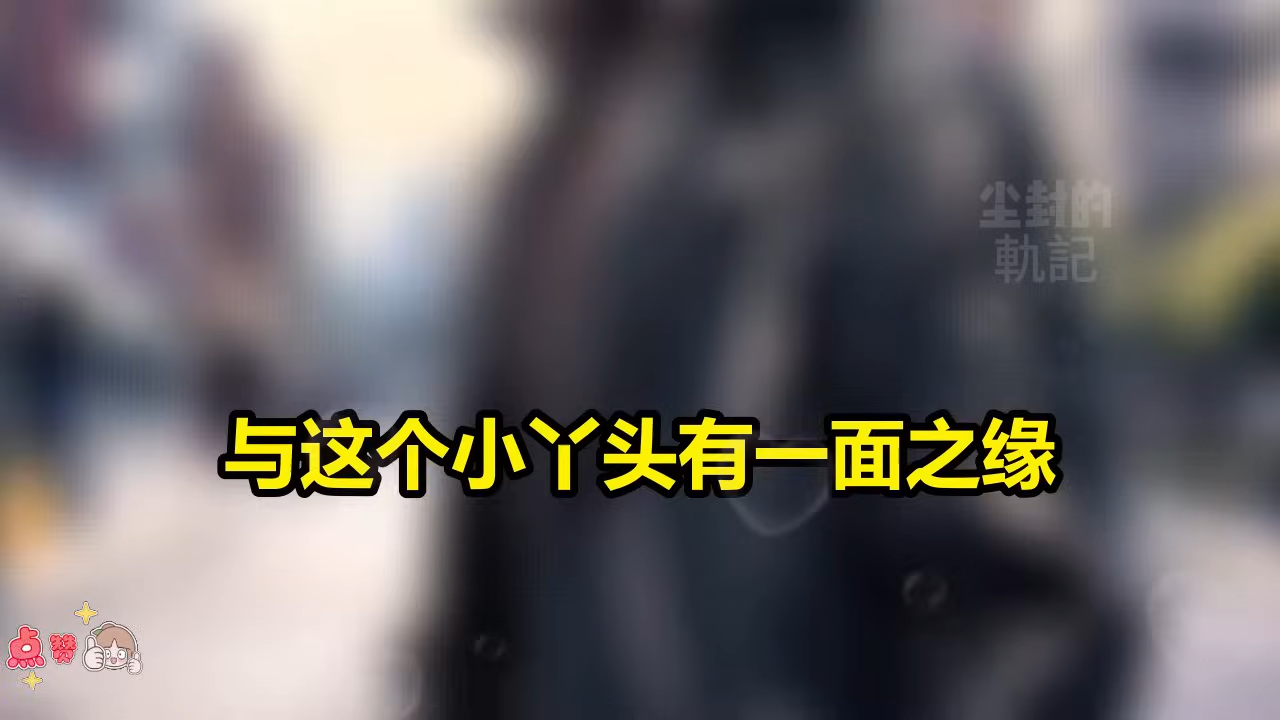 尘封的
軌記
与这个小丫头有一面之缘
点赞